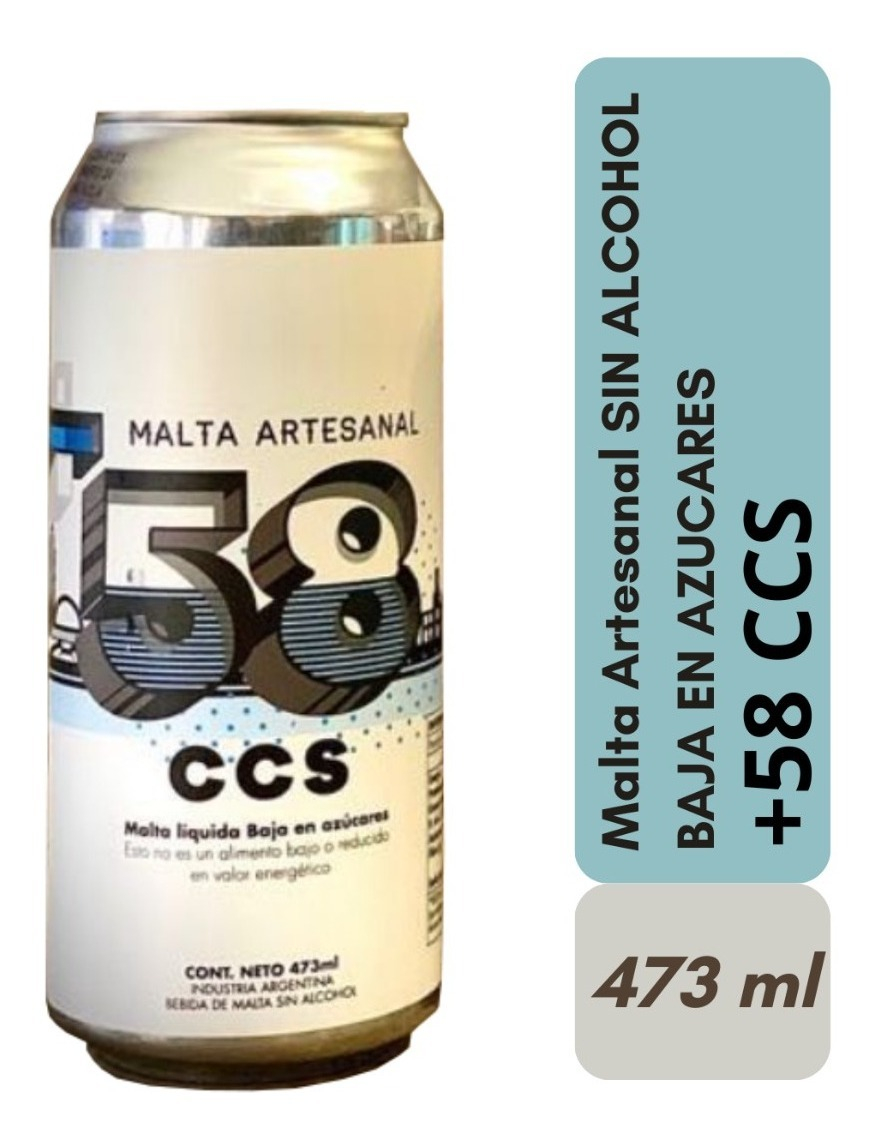 MALTA ARTESANAL
+58
CCS
Malta líquida Baja en azúcares
Esto no es un alimento bajo o reducido
en valor energético
CONT. NETO 473ml
INDUSTRIA ARGENTINA
BEBIDA DE MALTA SIN ALCOHOL
Malta Artesanal SIN ALCOHOL
BAJA EN AZUCARES
+58 CCS
473 ml